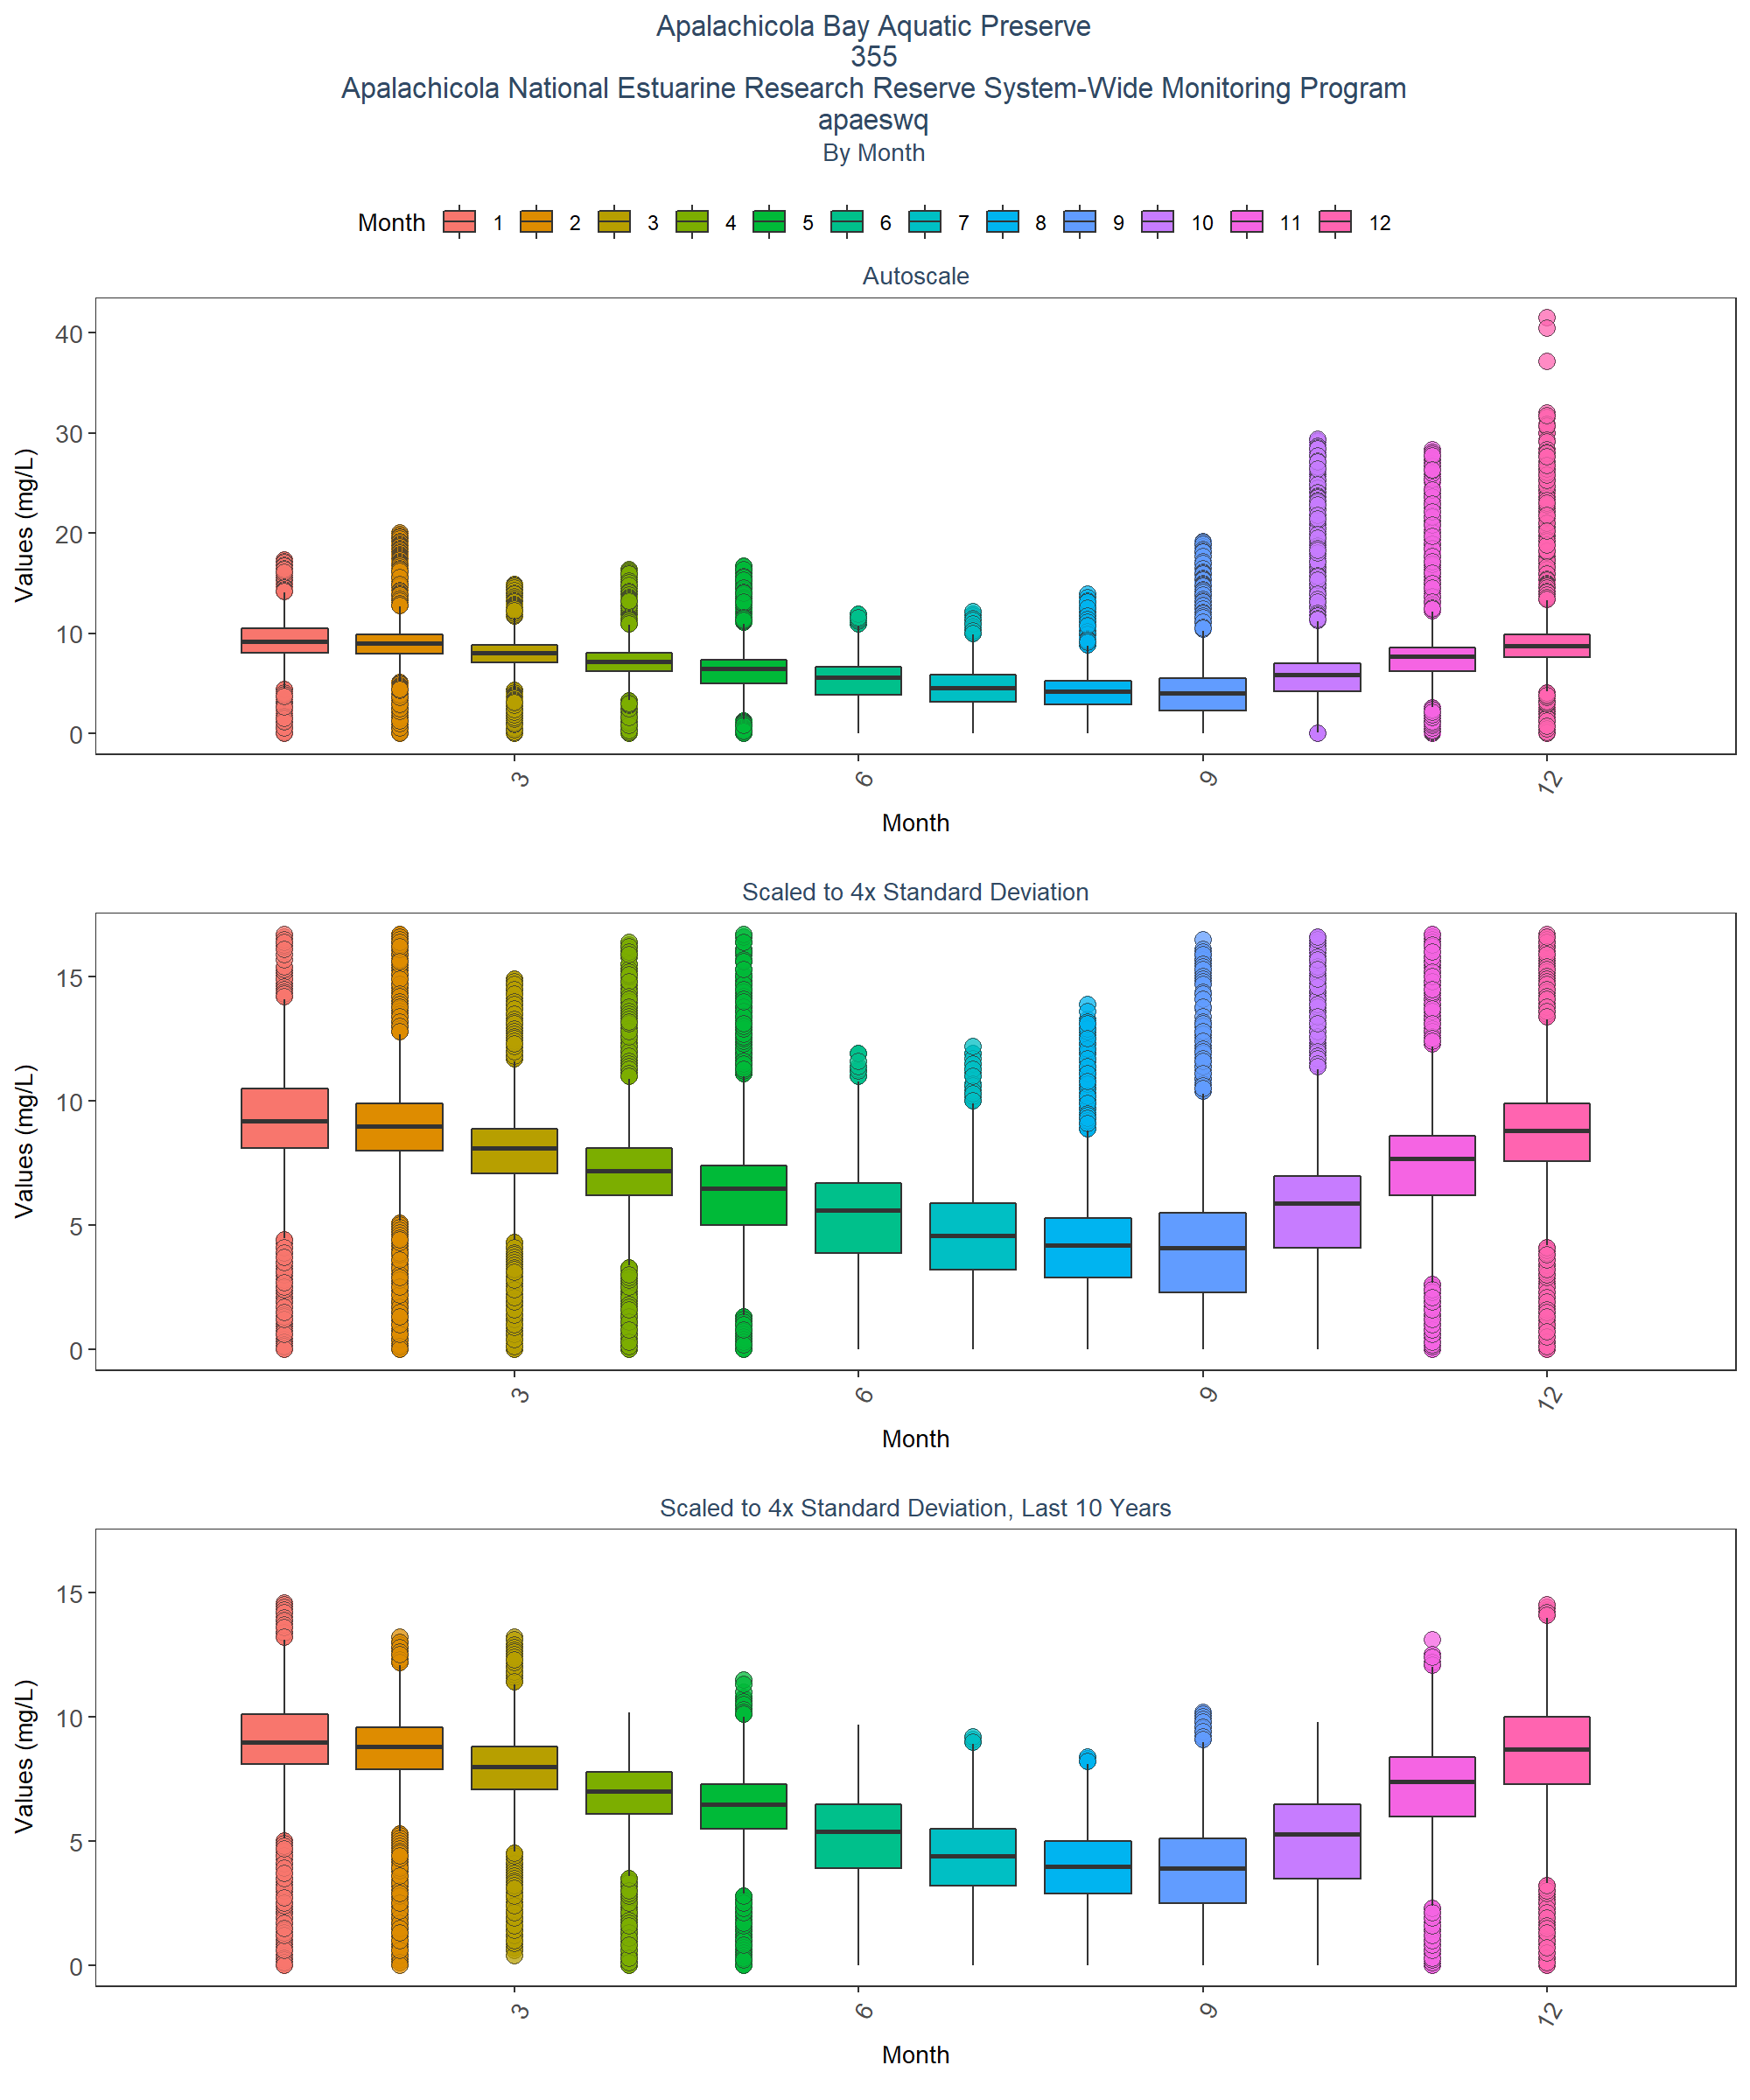 Apalachicola Bay Aquatic Preserve
355
Apalachicola National Estuarine Research Reserve System-Wide Monitoring Program
apaeswq
By Month
Month 1 2 3 4 5 6 7 8 9 10 11 12
Autoscale
Values (mg/L)
40
30
20
10
0
3 6 9 12
Month
Scaled to 4x Standard Deviation
Values (mg/L)
15
10
5
0
3 6 9 12
Month
Scaled to 4x Standard Deviation, Last 10 Years
Values (mg/L)
15
10
5
0
3 6 9 12
Month